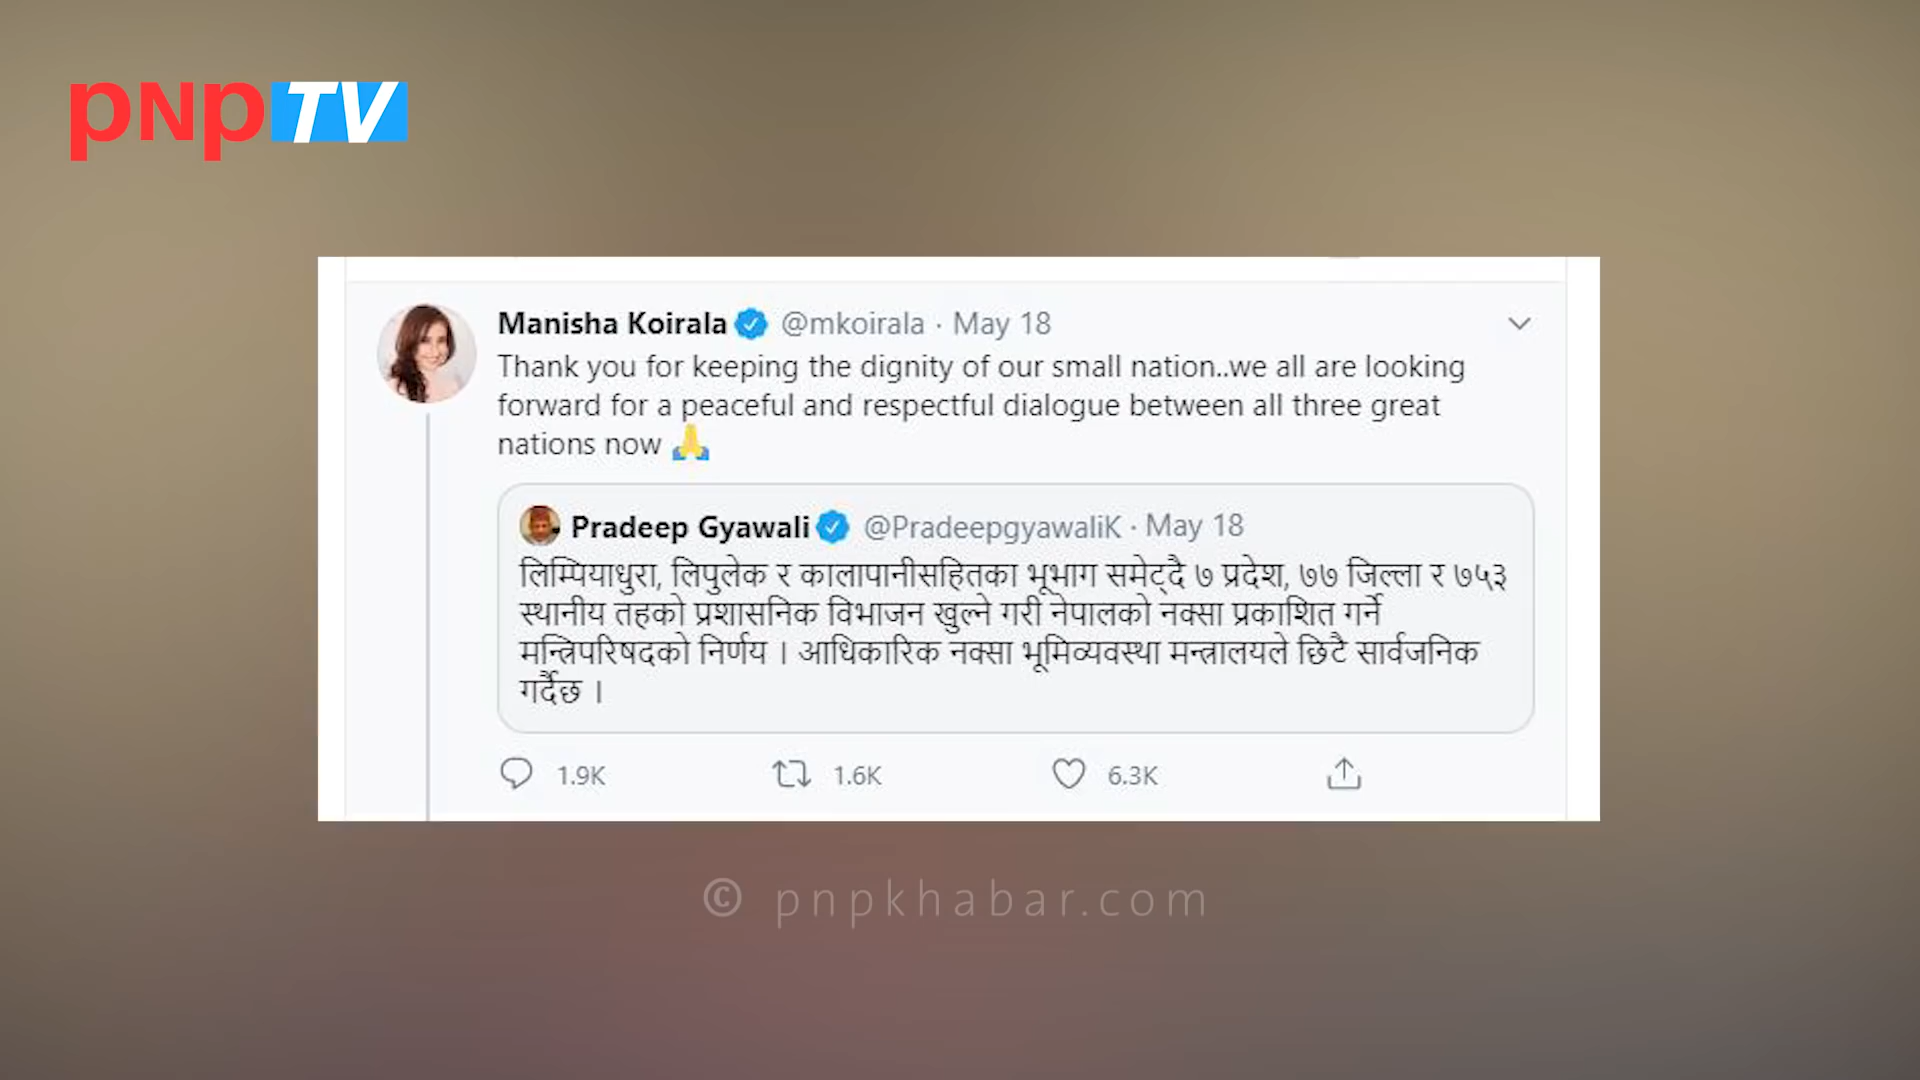 pNpTV
Manisha Koirala @mkoirala · May 18
Thank you for keeping the dignity of our small nation..we all are looking
forward for a peaceful and respectful dialogue between all three great
nations now 🙏
Pradeep Gyawali @PradeepgyawaliK · May 18
लिम्पियाधुरा, लिपुलेक र कालापानीसहितका भूभाग समेट्दै ७ प्रदेश, ७७ जिल्ला र ७५३
स्थानीय तहको प्रशासनिक विभाजन खुल्ने गरी नेपालको नक्सा प्रकाशित गर्ने
मन्त्रिपरिषदको निर्णय । आधिकारिक नक्सा भूमिव्यवस्था मन्त्रालयले छिटै सार्वजनिक
गर्दैछ ।
1.9K 1.6K 6.3K
© pnpkhabar.com